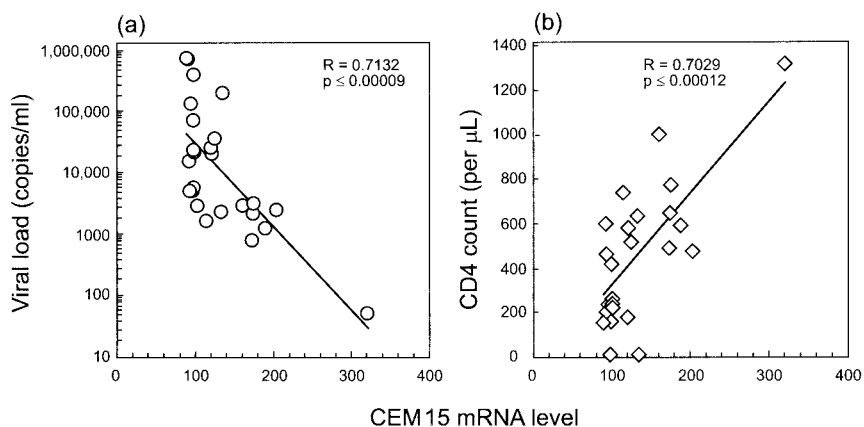 (a)
(b)
1,000,000
100,000
10,000
1000
100
10
Viral load (copies/ml)
R = 0.7132
p ≤ 0.00009
0
100
200
300
400
1400
1200
1000
800
600
400
200
0
CD4 count (per μL)
R = 0.7029
p ≤ 0.00012
0
100
200
300
400
CEM15 mRNA level